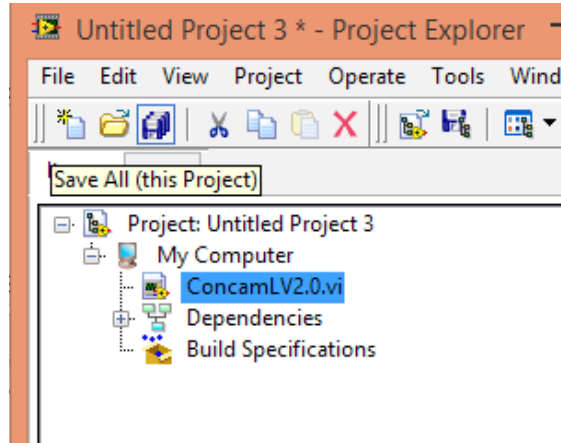 Untitled Project 3 * - Project Explorer
File Edit View Project Operate Tools Wind
Save All (this Project)
Project: Untitled Project 3
My Computer
ConcamLV2.0.vi
Dependencies
Build Specifications